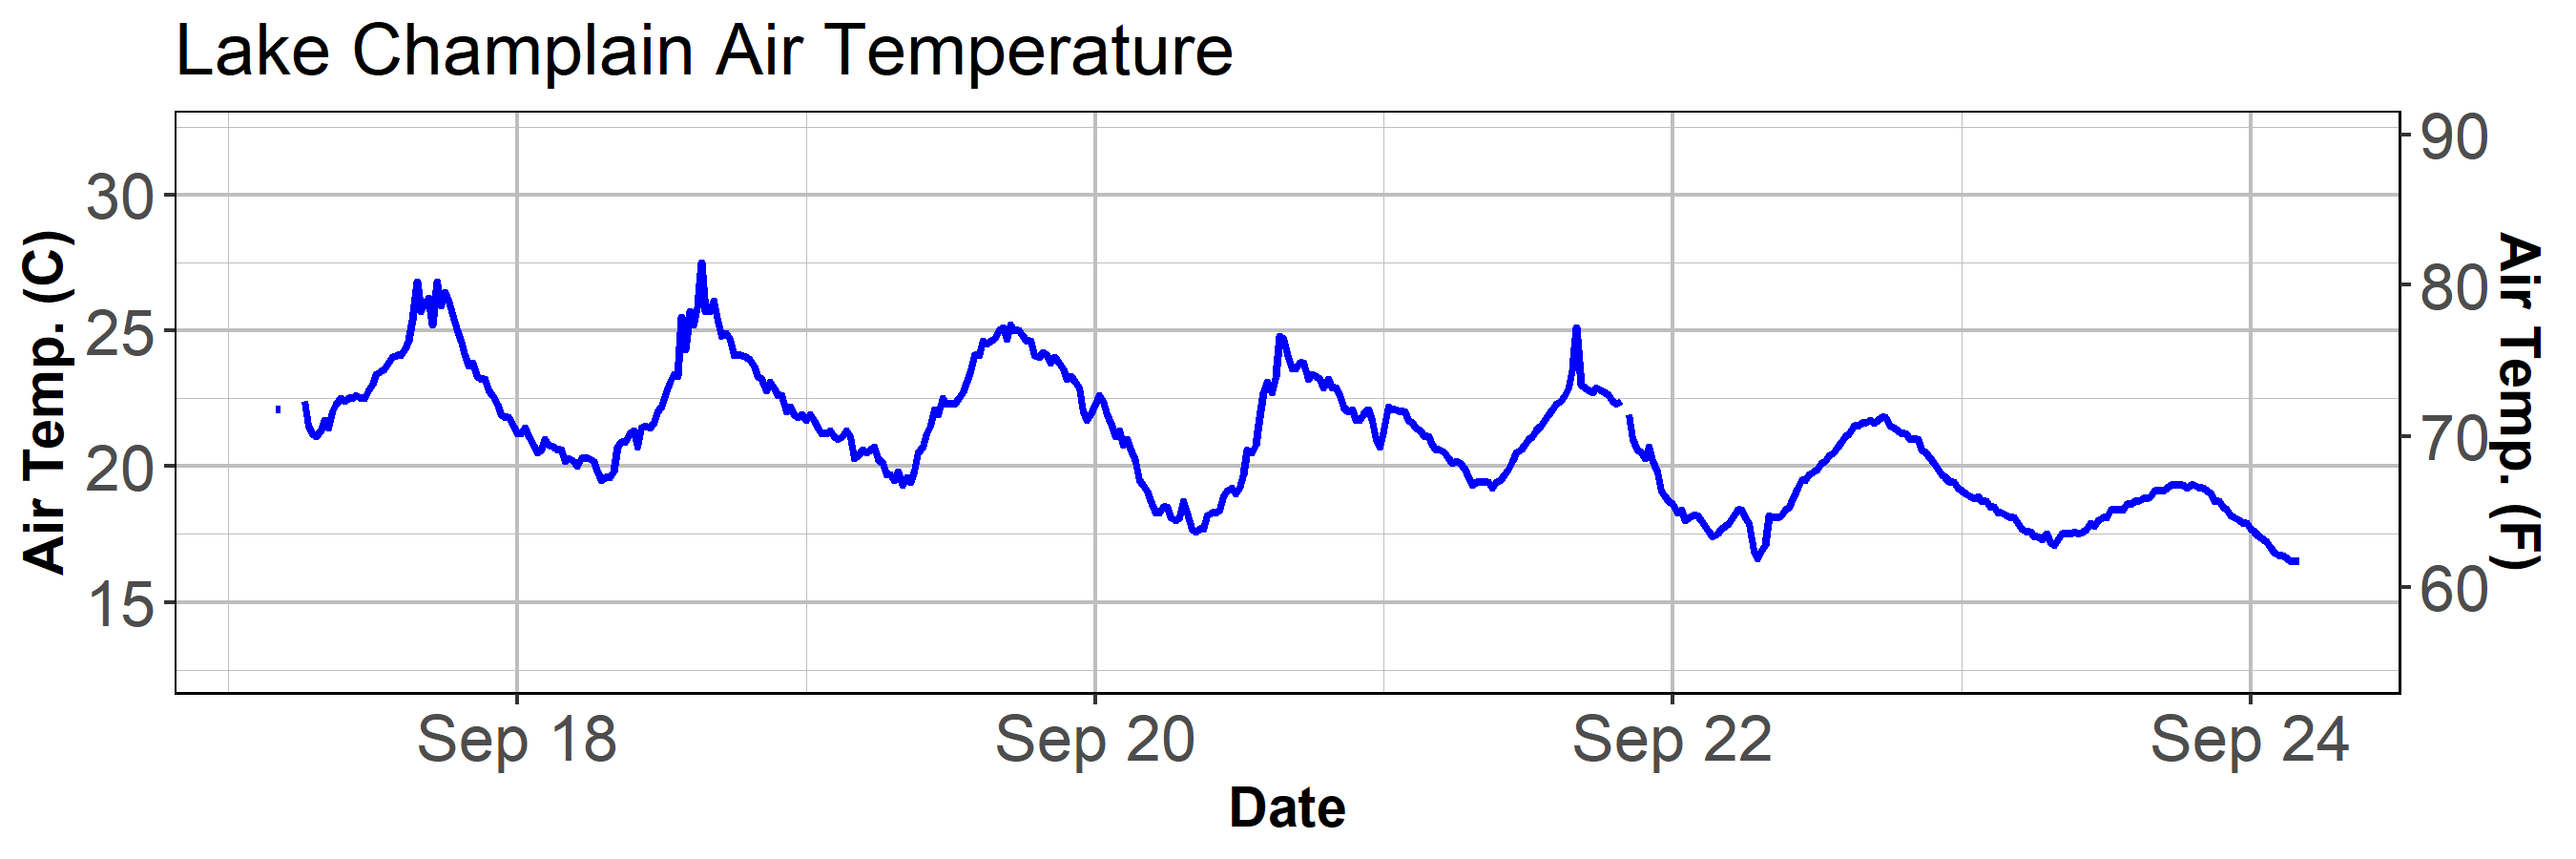 Lake Champlain Air Temperature
Air Temp. (C)
30
25
20
15
90
80
70
60
Air Temp. (F)
Sep 18
Sep 20
Sep 22
Sep 24
Date